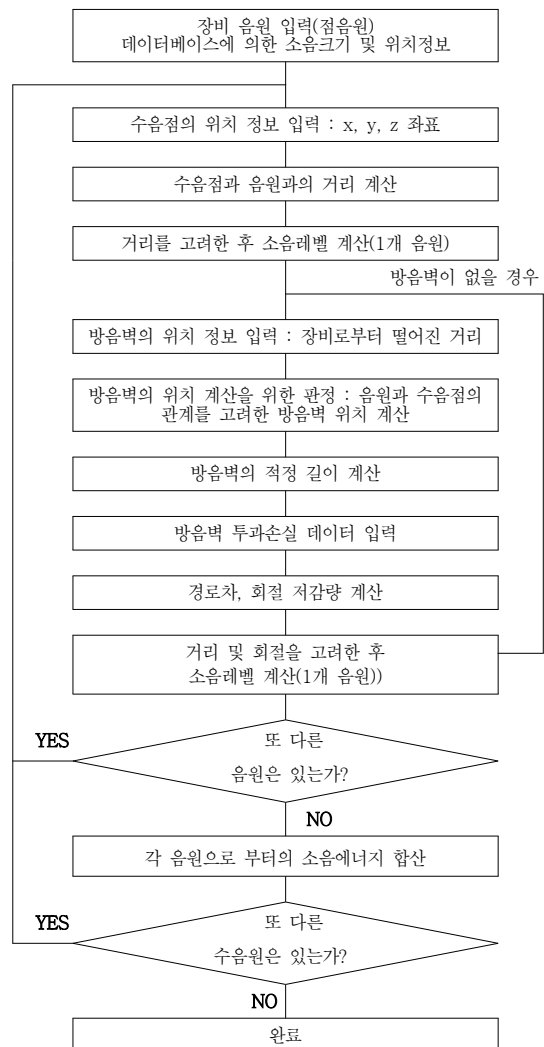 장비 음원 입력(점음원)
데이터베이스에 의한 소음크기 및 위치정보
수음점의 위치 정보 입력 : x, y, z 좌표
수음점과 음원과의 거리 계산
거리를 고려한 후 소음레벨 계산(1개 음원)
방음벽이 없을 경우
방음벽의 위치 정보 입력 : 장비로부터 떨어진 거리
방음벽의 위치 계산을 위한 판정 : 음원과 수음점의
관계를 고려한 방음벽 위치 계산
방음벽의 적정 길이 계산
방음벽 투과손실 데이터 입력
경로차, 회절 저감량 계산
거리 및 회절을 고려한 후
소음레벨 계산(1개 음원))
YES
또 다른
음원은 있는가?
NO
각 음원으로 부터의 소음에너지 합산
YES
또 다른
수음원은 있는가?
NO
완료